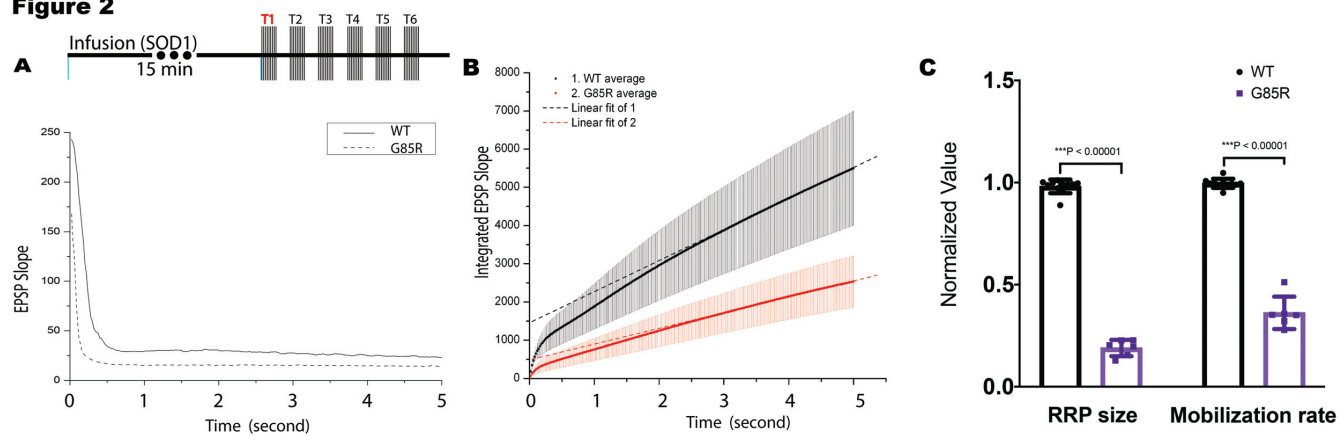 Figure 2
T1 T2 T3 T4 T5 T6
Infusion (SOD1)
15 min
A
250
200
150
100
50
0
EPSP Slope
WT
G85R
0 1 2 3 4 5
Time (second)
B
8000
7000
6000
5000
4000
3000
2000
1000
0
Integrated EPSP Slope
1. WT average
2. G85R average
Linear fit of 1
Linear fit of 2
0 1 2 3 4 5
Time (second)
C
1.5
1.0
0.5
0.0
Normalized Value
WT
G85R
***P < 0.00001
***P < 0.00001
RRP size
Mobilization rate